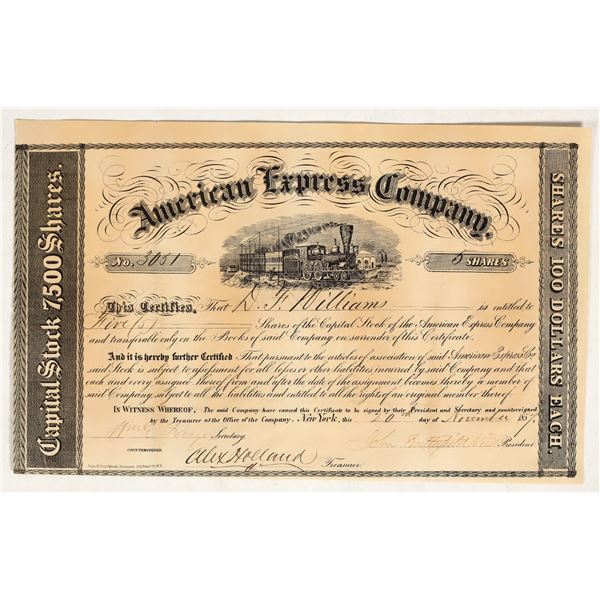 Capital Stock 7,500 Shares.
American Express Company.
No. 3051
5 SHARES
This Certifies, That D. F. Williams is entitled to
Five (5) Shares of the Capital Stock of the American Express Company
and transferable only on the Books of said Company on surrender of this Certificate.
And it is hereby further Certified - That pursuant to the articles of association of said American Express Co
said Stock is subject to assessment for all losses or other liabilities incurred by said Company and that
each and every assignee thereof from and after the date of the assignment becomes thereby a member of
said Company, subject to all the liabilities and entitled to all the rights of an original member thereof.
IN WITNESS WHEREOF, The said Company have caused this Certificate to be signed by their President and Secretary and countersigned
by the Treasurer at the Office of the Company, New York, this 26th day of November 185
Secretary
John Butterfield President
COUNTERSIGNED,
Alex Holland Treasurer
SHARES 100 DOLLARS EACH.